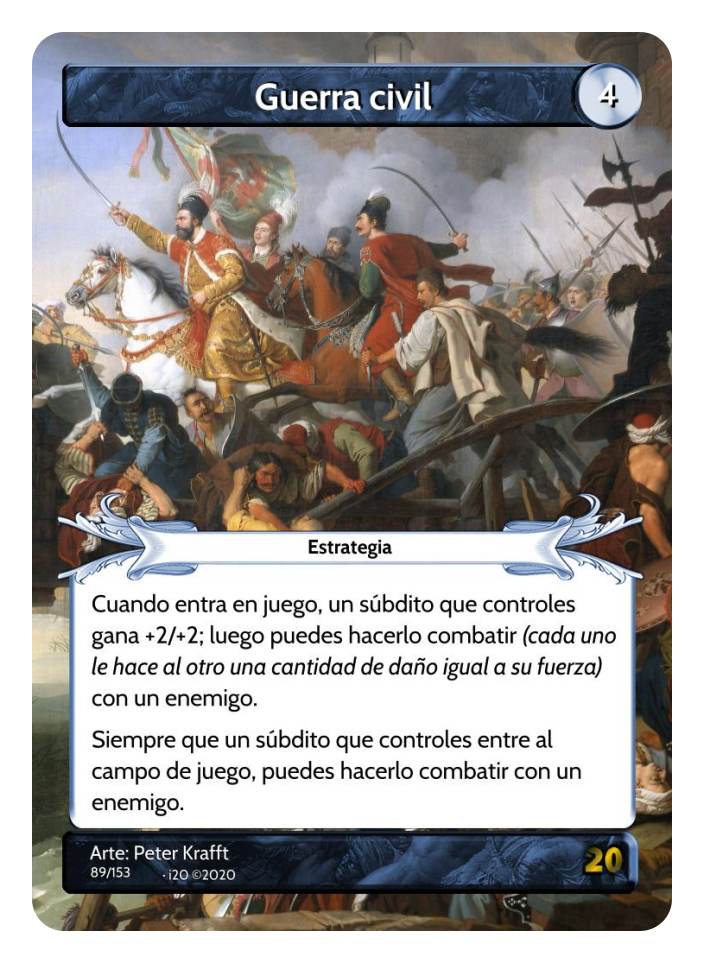 Guerra civil
4
Estrategia
Cuando entra en juego, un súbdito que controles
gana +2/+2; luego puedes hacerlo combatir (cada uno
le hace al otro una cantidad de daño igual a su fuerza)
con un enemigo.
Siempre que un súbdito que controles entre al
campo de juego, puedes hacerlo combatir con un
enemigo.
Arte: Peter Krafft
89/153 · i20 ©2020
20